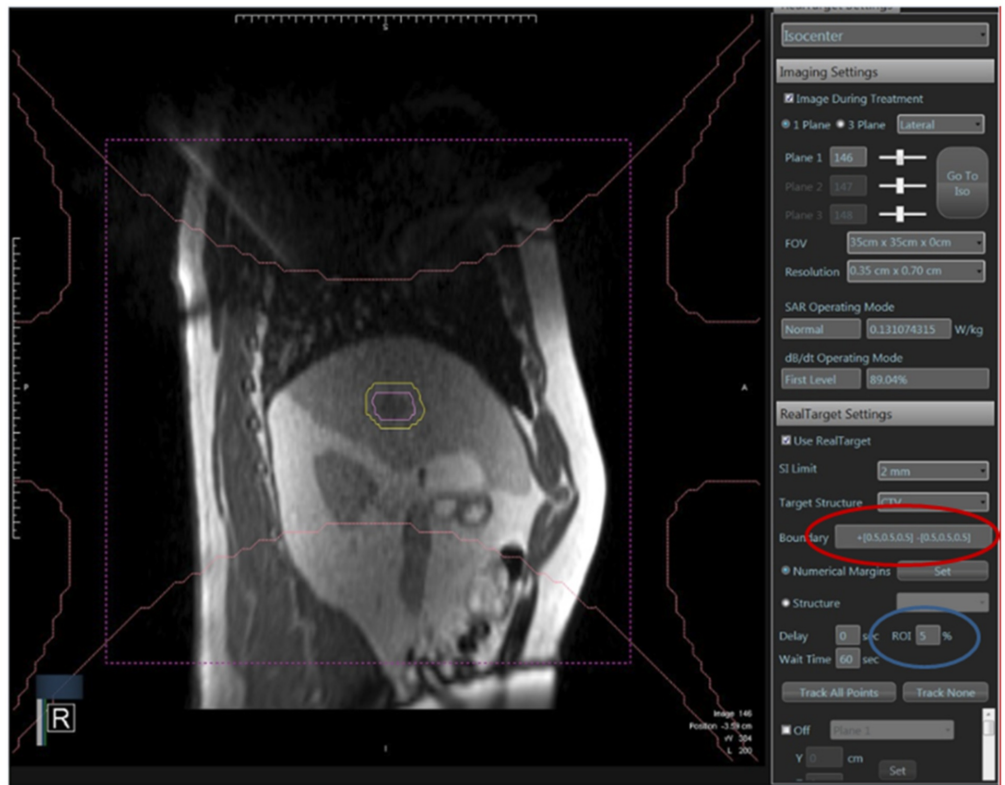 S
P
A
I
R
Image 146
Position -3.59 cm
W 334
L 200
RealTarget Settings
Isocenter
Imaging Settings
Image During Treatment
1 Plane 3 Plane Lateral
Plane 1 146
Plane 2 147
Plane 3 148
Go To
Iso
FOV 35cm x 35cm x 0cm
Resolution 0.35 cm x 0.70 cm
SAR Operating Mode
Normal 0.131074315 W/kg
dB/dt Operating Mode
First Level 89.04%
RealTarget Settings
Use RealTarget
SI Limit 2 mm
Target Structure CTV
Boundary +[0.5,0.5,0.5] -[0.5,0.5,0.5]
Numerical Margins Set
Structure
Delay 0 sec ROI 5 %
Wait Time 60 sec
Track All Points Track None
Off Plane 1
Y 0 cm
Set